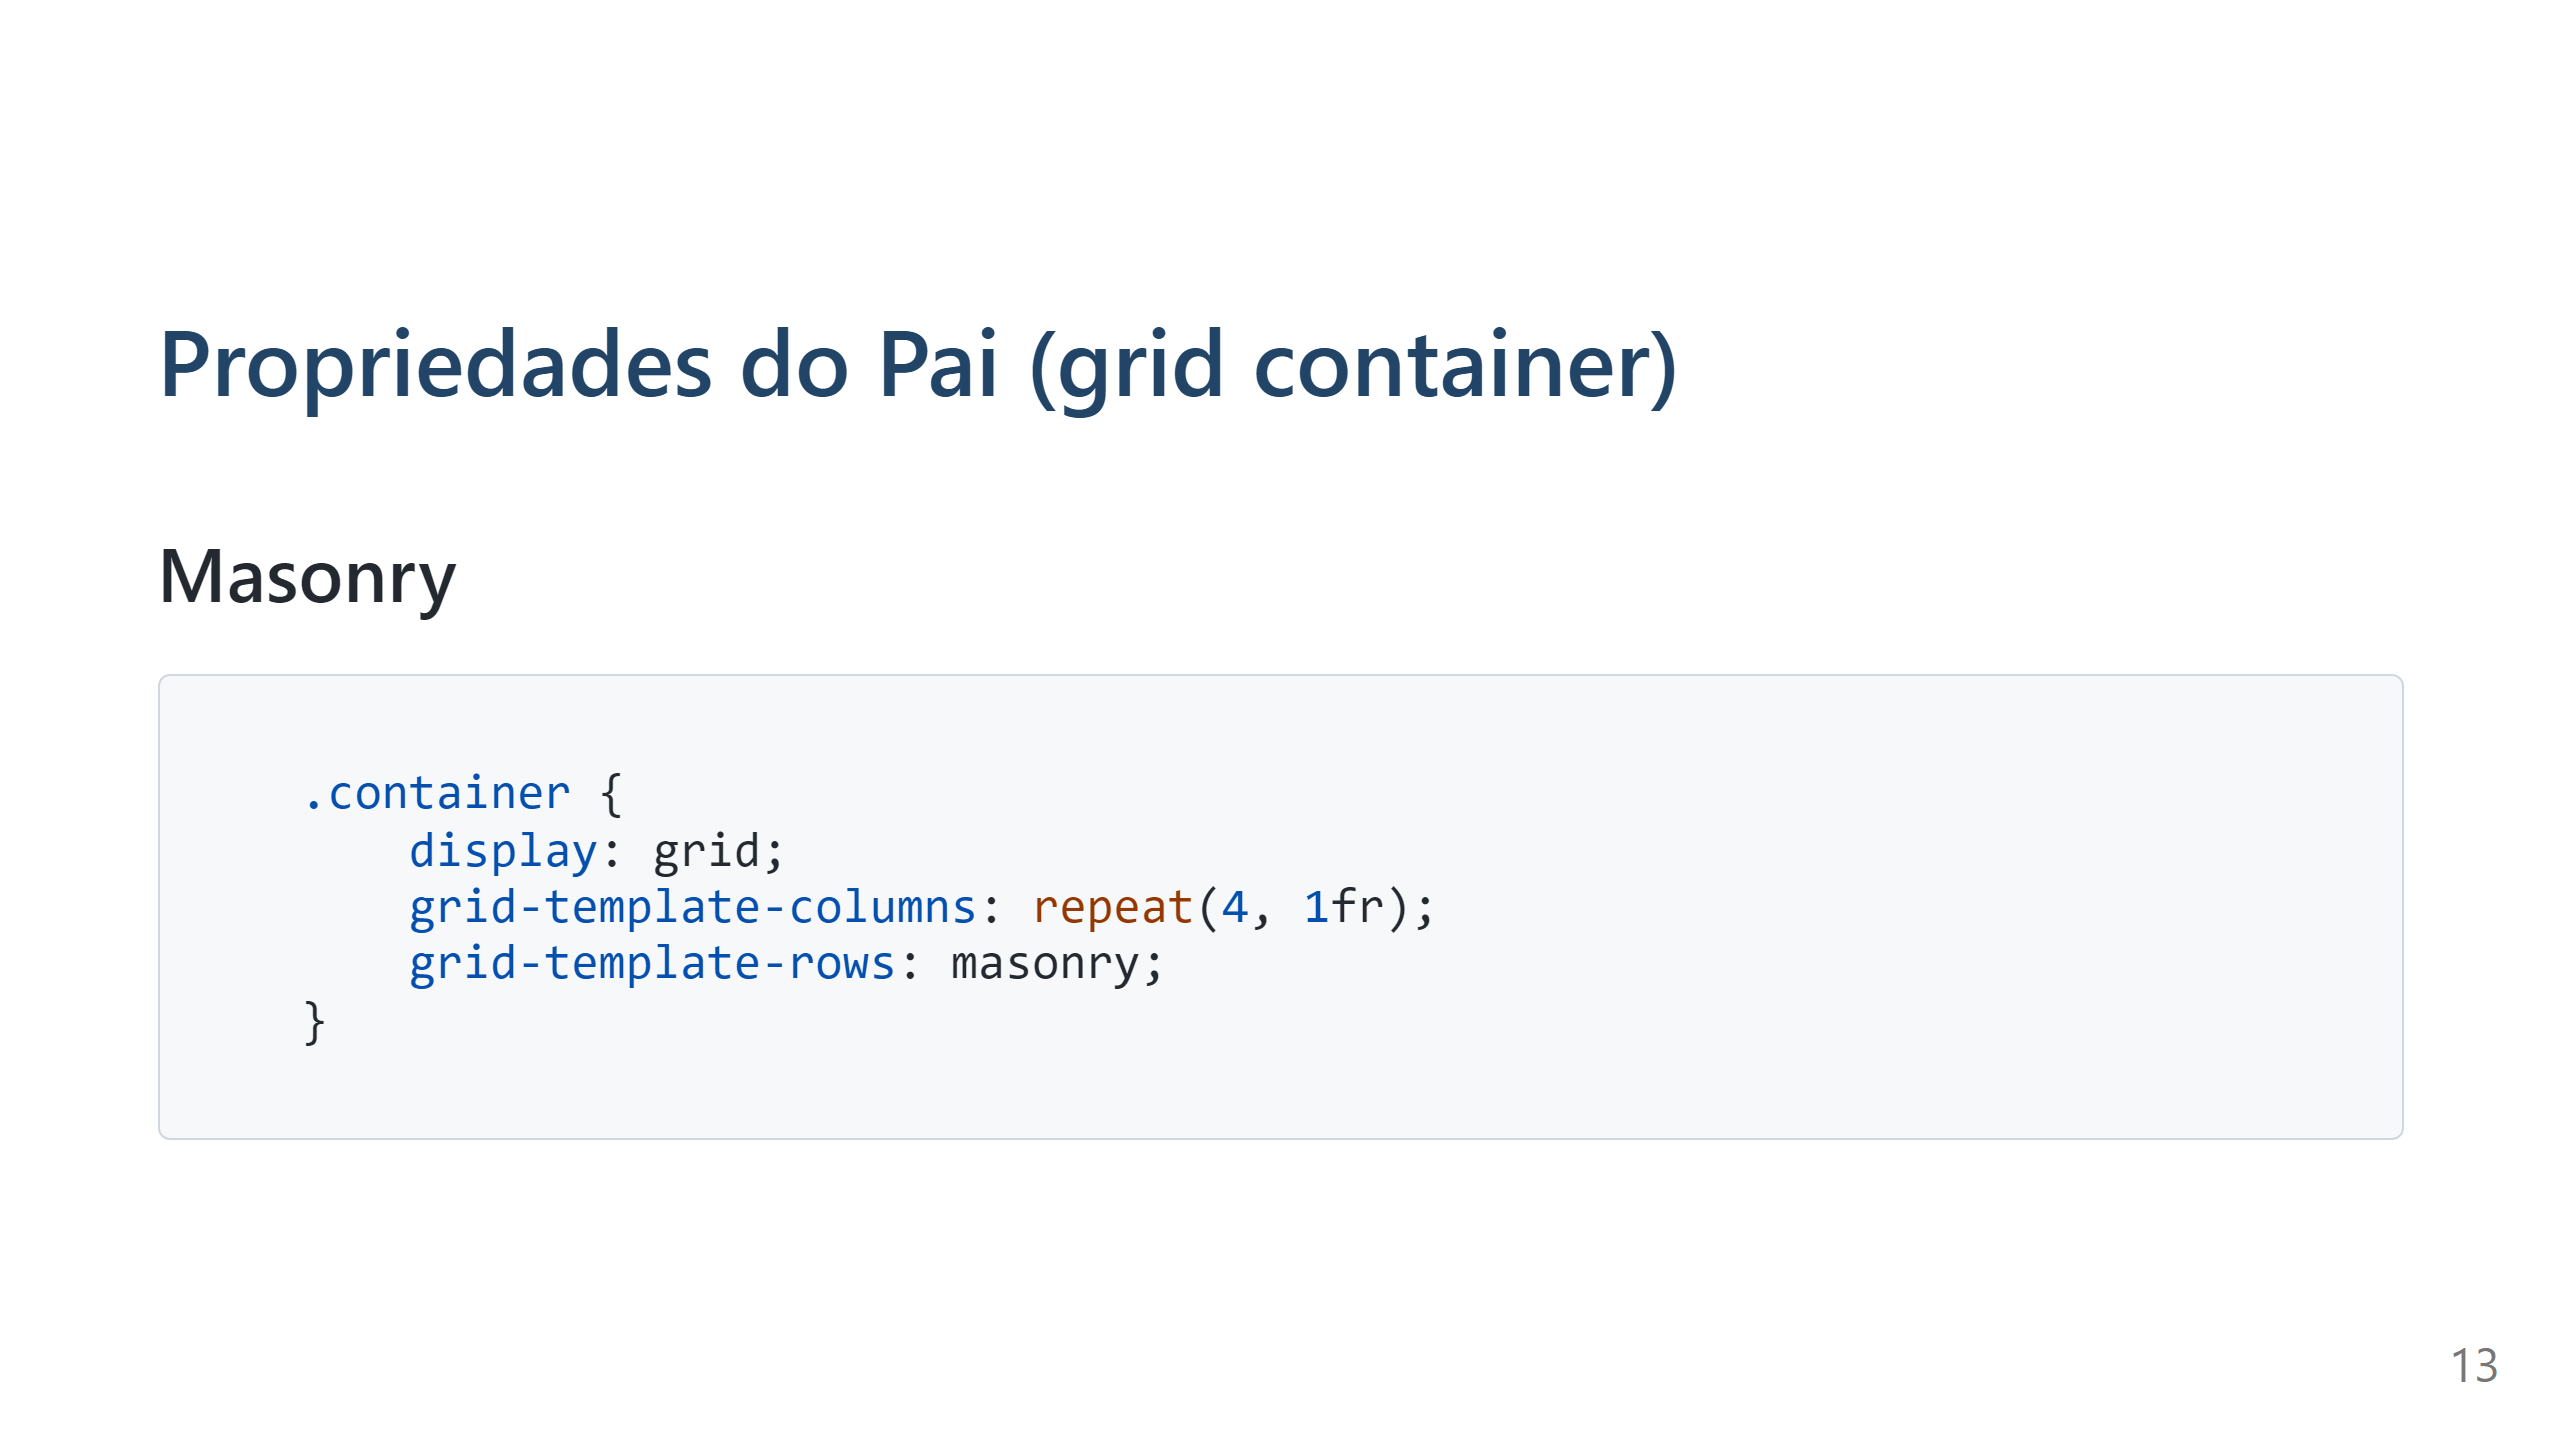 Propriedades do Pai (grid container)
Masonry
.container {
    display: grid;
    grid-template-columns: repeat(4, 1fr);
    grid-template-rows: masonry;
}
13